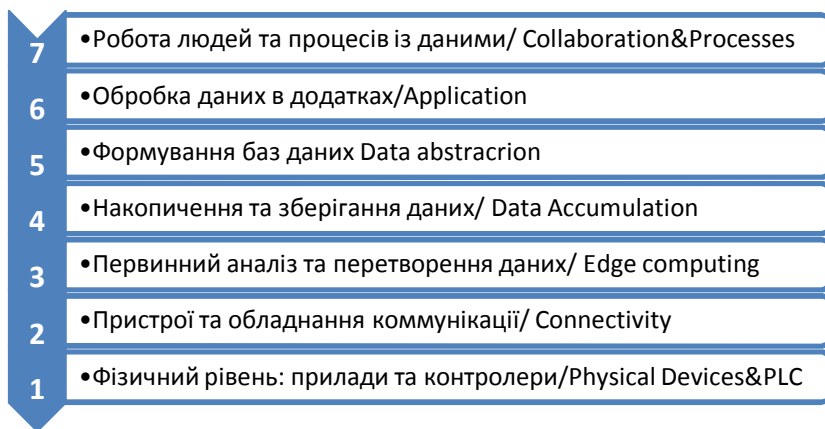 7
•Робота людей та процесів із даними/ Collaboration&Processes
6
•Обробка даних в додатках/Application
5
•Формування баз даних Data abstracrion
4
•Накопичення та зберігання даних/ Data Accumulation
3
•Первинний аналіз та перетворення даних/ Edge computing
2
•Пристрої та обладнання коммунікації/ Connectivity
1
•Фізичний рівень: прилади та контролери/Physical Devices&PLC